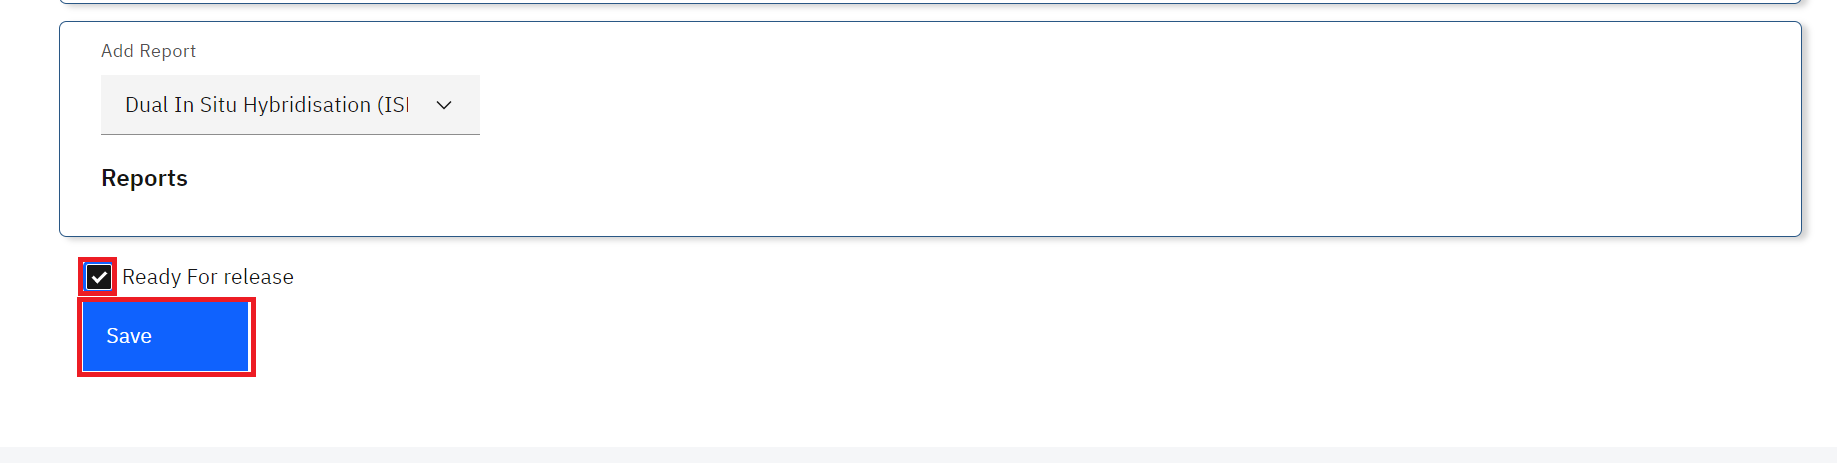 Add Report
Dual In Situ Hybridisation (ISI
Reports
Ready For release
Save